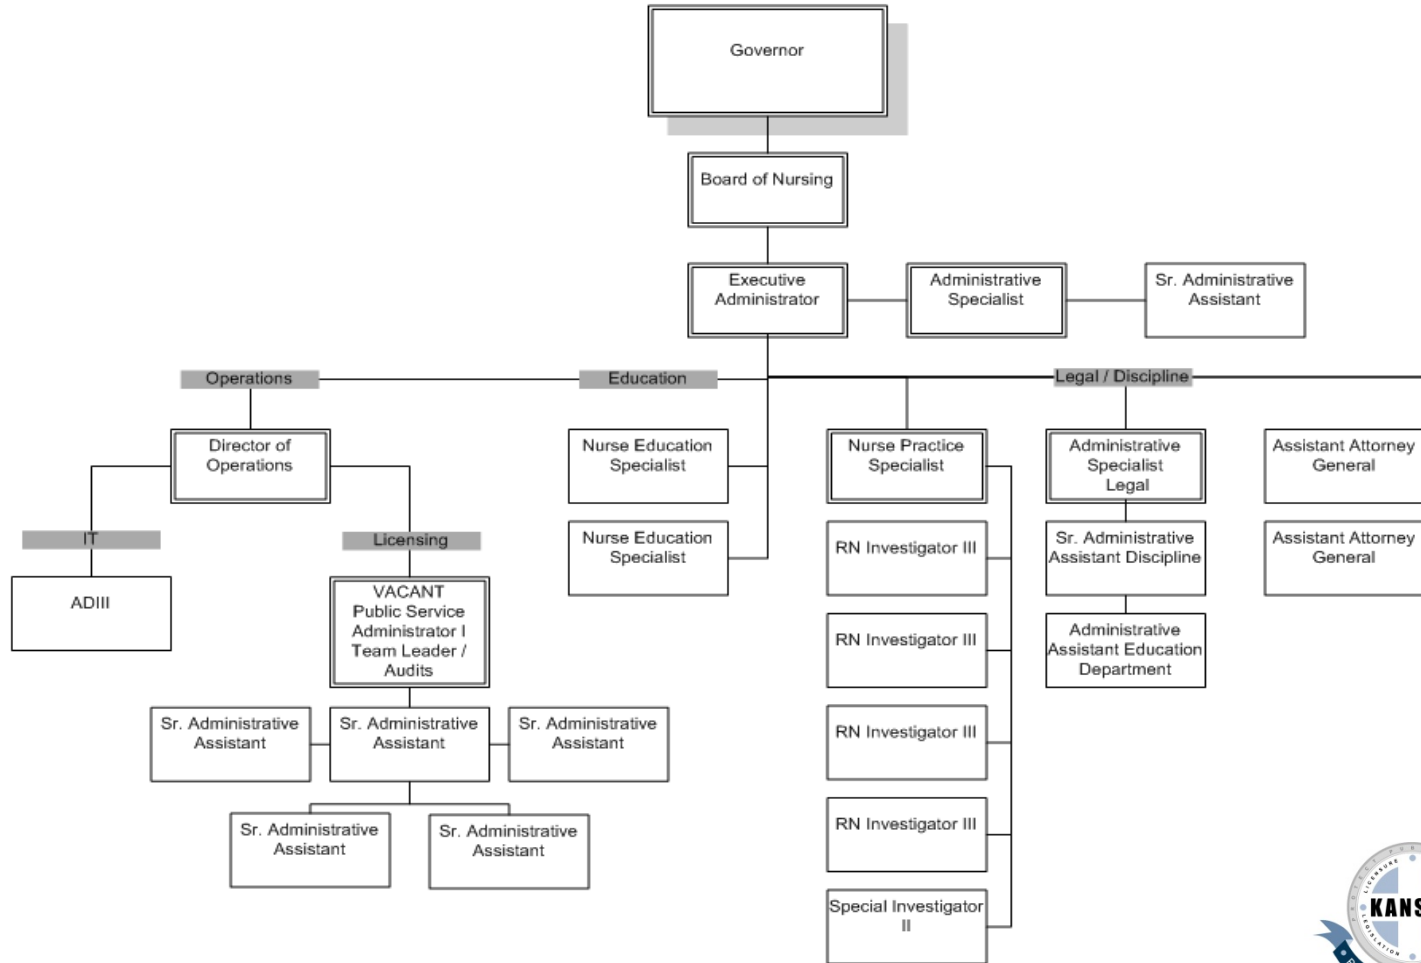 Governor
Board of Nursing
Executive
Administrator
Administrative
Specialist
Sr. Administrative
Assistant
Operations
Education
Legal / Discipline
Director of
Operations
Nurse Education
Specialist
Nurse Practice
Specialist
Administrative
Specialist
Legal
Assistant Attorney
General
IT
Licensing
Nurse Education
Specialist
RN Investigator III
Sr. Administrative
Assistant Discipline
Assistant Attorney
General
ADIII
VACANT
Public Service
Administrator I
Team Leader /
Audits
RN Investigator III
Administrative
Assistant Education
Department
Sr. Administrative
Assistant
Sr. Administrative
Assistant
Sr. Administrative
Assistant
RN Investigator III
Sr. Administrative
Assistant
Sr. Administrative
Assistant
RN Investigator III
Special Investigator
II
LICENSURE
KANS
LEGISLATION